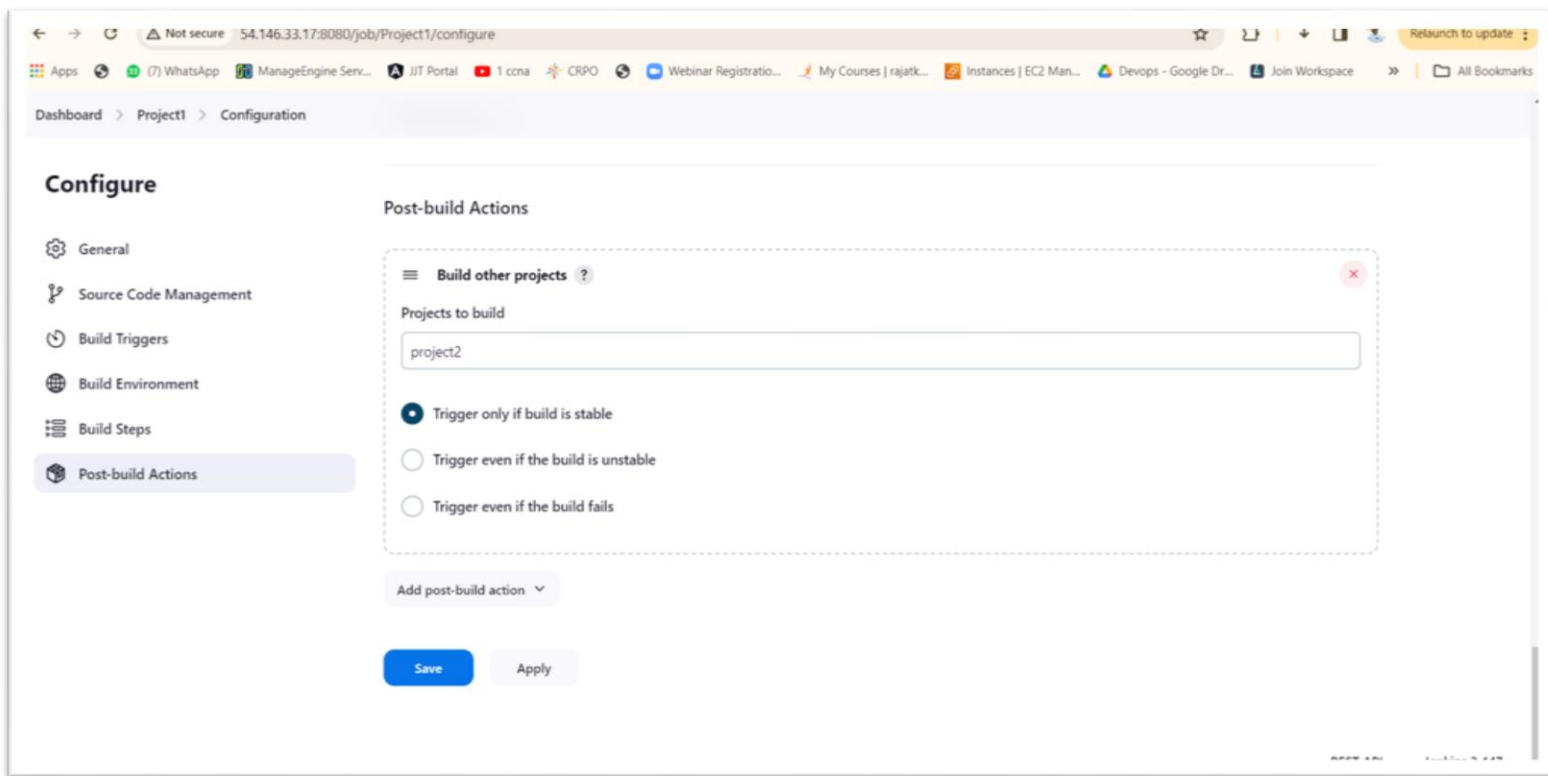 Not secure 54.146.33.17:8080/job/Project1/configure Relaunch to update
Apps (7) WhatsApp ManageEngine Serv... JJT Portal 1 ccna CRPO Webinar Registratio... My Courses | rajatk... Instances | EC2 Man... Devops - Google Dr... Join Workspace » All Bookmarks
Dashboard > Project1 > Configuration
Configure
General
Source Code Management
Build Triggers
Build Environment
Build Steps
Post-build Actions
Post-build Actions
Build other projects ?
Projects to build
project2
Trigger only if build is stable
Trigger even if the build is unstable
Trigger even if the build fails
Add post-build action
Save Apply
REST API